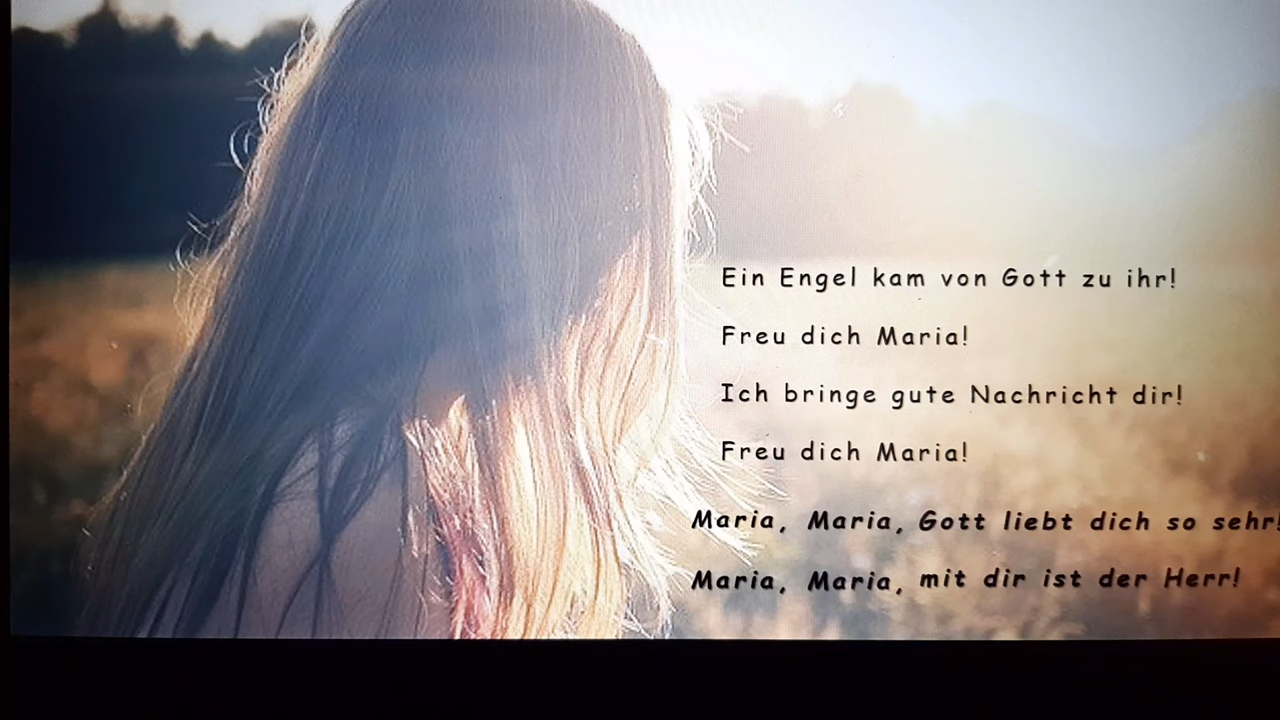 Ein Engel kam von Gott zu ihr!
Freu dich Maria!
Ich bringe gute Nachricht dir!
Freu dich Maria!
Maria, Maria, Gott liebt dich so sehr!
Maria, Maria, mit dir ist der Herr!